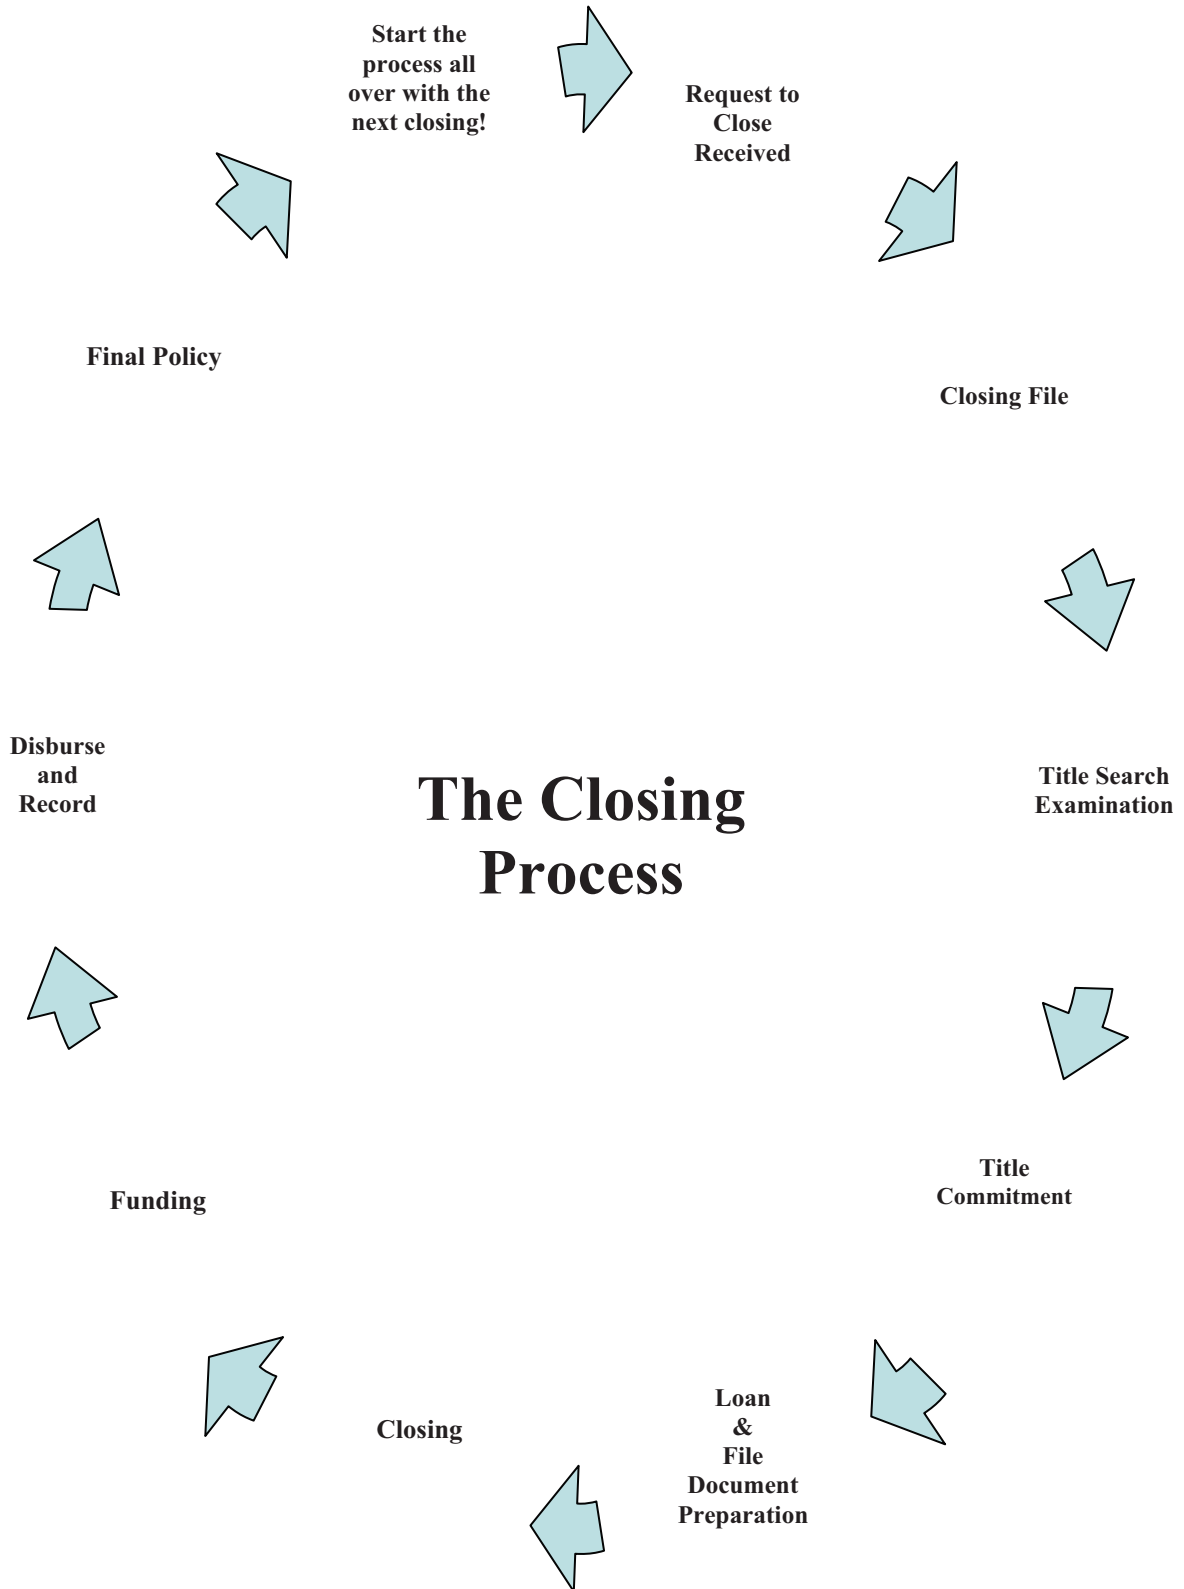 Start the
process all
over with the
next closing!
Request to
Close
Received
Closing File
Title Search
Examination
Title
Commitment
Loan
&
File
Document
Preparation
Closing
Funding
Disburse
and
Record
Final Policy
The Closing
Process